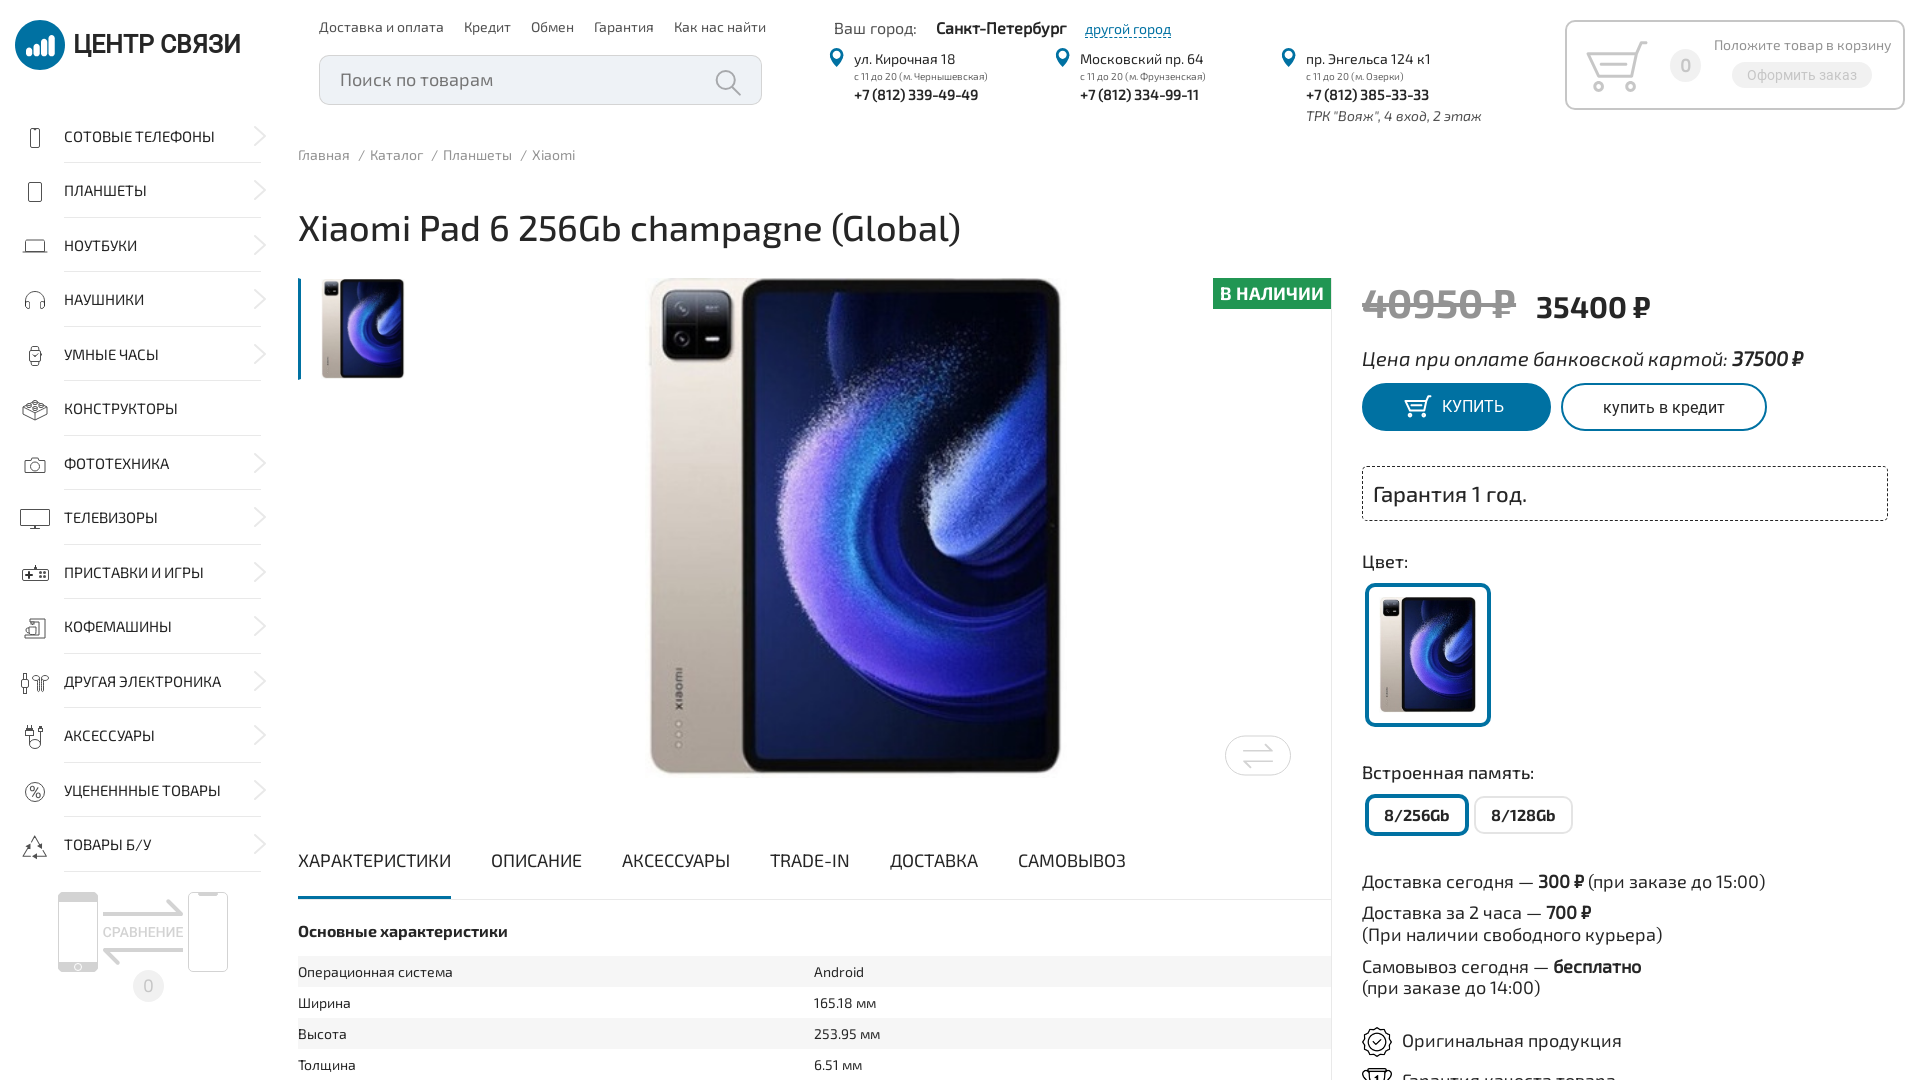 ЦЕНТР СВЯЗИ
Доставка и оплата Кредит Обмен Гарантия Как нас найти
Поиск по товарам
Ваш город: Санкт-Петербург другой город
ул. Кирочная 18
с 11 до 20 (м. Чернышевская)
+7 (812) 339-49-49
Московский пр. 64
с 11 до 20 (м. Фрунзенская)
+7 (812) 334-99-11
пр. Энгельса 124 к1
с 11 до 20 (м. Озерки)
+7 (812) 385-33-33
ТРК "Вояж", 4 вход, 2 этаж
0
Положите товар в корзину
Оформить заказ
СОТОВЫЕ ТЕЛЕФОНЫ
ПЛАНШЕТЫ
НОУТБУКИ
НАУШНИКИ
УМНЫЕ ЧАСЫ
КОНСТРУКТОРЫ
ФОТОТЕХНИКА
ТЕЛЕВИЗОРЫ
ПРИСТАВКИ И ИГРЫ
КОФЕМАШИНЫ
ДРУГАЯ ЭЛЕКТРОНИКА
АКСЕССУАРЫ
УЦЕНЕНННЫЕ ТОВАРЫ
ТОВАРЫ Б/У
СРАВНЕНИЕ
0
Главная / Каталог / Планшеты / Xiaomi
Xiaomi Pad 6 256Gb champagne (Global)
xiaomi
В НАЛИЧИИ
40950 ₽ 35400 ₽
Цена при оплате банковской картой: 37500 ₽
КУПИТЬ
купить в кредит
Гарантия 1 год.
Цвет:
Встроенная память:
8/256Gb 8/128Gb
Доставка сегодня — 300 ₽ (при заказе до 15:00)
Доставка за 2 часа — 700 ₽
(При наличии свободного курьера)
Самовывоз сегодня — бесплатно
(при заказе до 14:00)
Оригинальная продукция
Гарантия качеста товара
ХАРАКТЕРИСТИКИ ОПИСАНИЕ АКСЕССУАРЫ TRADE-IN ДОСТАВКА САМОВЫВОЗ
Основные характеристики
Операционная система Android
Ширина 165.18 мм
Высота 253.95 мм
Толщина 6.51 мм